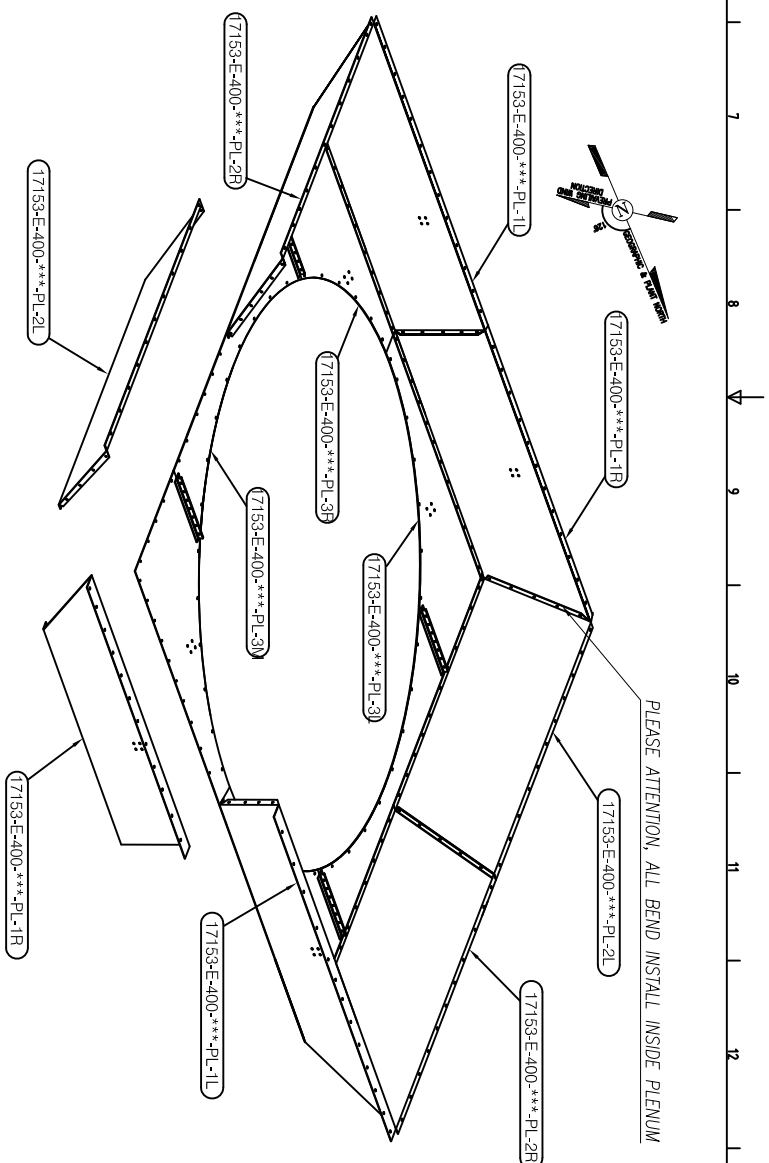 7
8
9
10
11
12
PREVAILING WIND
DIRECTION
N
GEOGRAPHIC & PLANT NORTH
PLEASE ATTENTION, ALL BEND INSTALL INSIDE PLENUM
17153-E-400-***-PL-1L
17153-E-400-***-PL-1R
17153-E-400-***-PL-2R
17153-E-400-***-PL-2L
17153-E-400-***-PL-3R
17153-E-400-***-PL-3M
17153-E-400-***-PL-3L
17153-E-400-***-PL-2L
17153-E-400-***-PL-2R
17153-E-400-***-PL-1R
17153-E-400-***-PL-1L